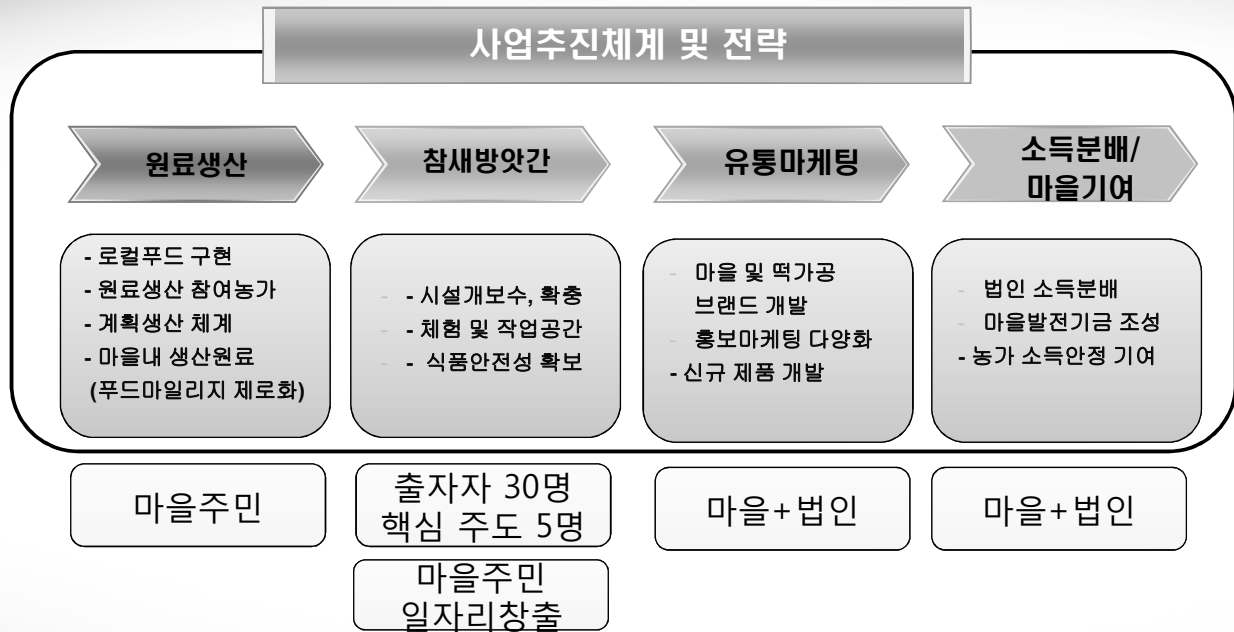 사업추진체계 및 전략
원료생산
참새방앗간
유통마케팅
소득분배/
마을기여
- 로컬푸드 구현
- 원료생산 참여농가
- 계획생산 체계
- 마을내 생산원료
(푸드마일리지 제로화)
- - 시설개보수, 확충
- - 체험 및 작업공간
- - 식품안전성 확보
- 마을 및 떡가공
브랜드 개발
- 홍보마케팅 다양화
- 신규 제품 개발
- 법인 소득분배
- 마을발전기금 조성
- 농가 소득안정 기여
마을주민
출자자 30명
핵심 주도 5명
마을주민
일자리창출
마을+법인
마을+법인